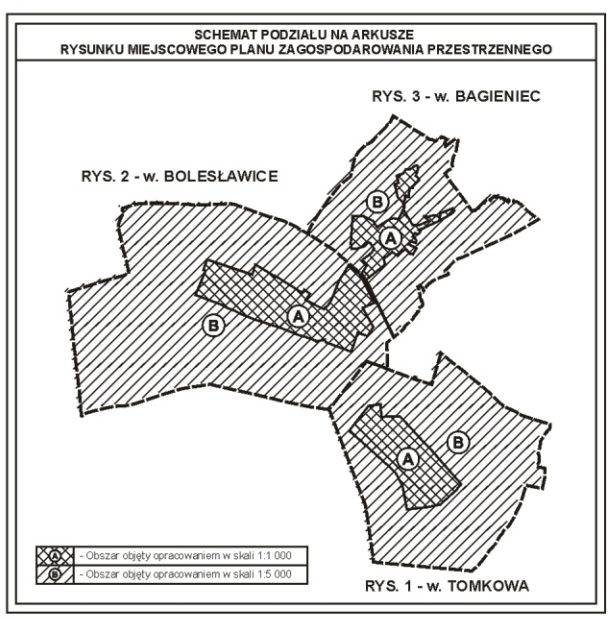 SCHEMAT PODZIAŁU NA ARKUSZE
RYSUNKU MIEJSCOWEGO PLANU ZAGOSPODAROWANIA PRZESTRZENNEGO
RYS. 3 - w. BAGIENIEC
RYS. 2 - w. BOLESŁAWICE
B
A
A
B
B
A
A - Obszar objęty opracowaniem w skali 1:1 000
B - Obszar objęty opracowaniem w skali 1:5 000
RYS. 1 - w. TOMKOWA